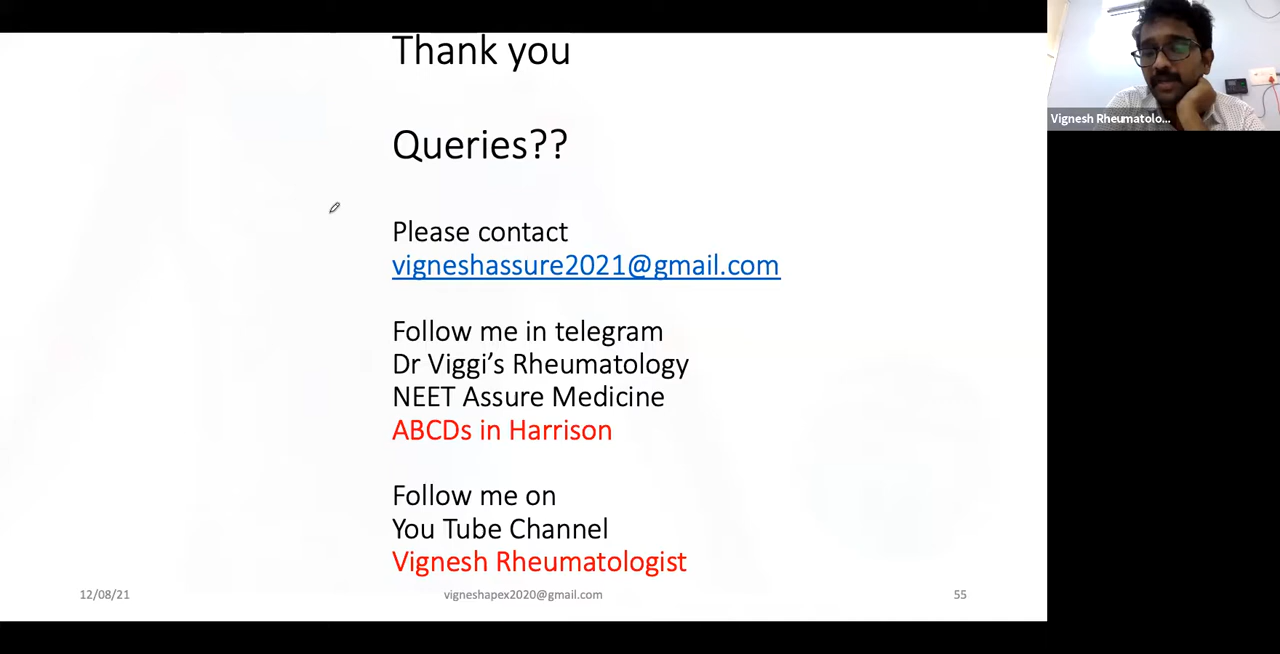 Thank you
Queries??
Please contact
vigneshassure2021@gmail.com
Follow me in telegram
Dr Viggi's Rheumatology
NEET Assure Medicine
ABCDs in Harrison
Follow me on
You Tube Channel
Vignesh Rheumatologist
12/08/21
vigneshapex2020@gmail.com
55
Vignesh Rheumatolo...